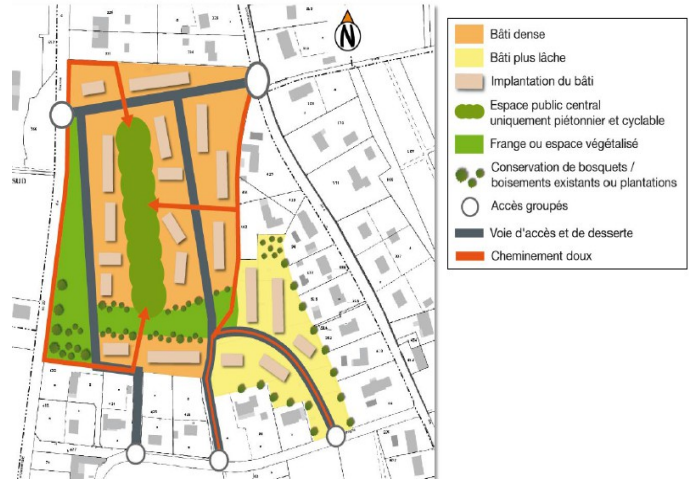 N
Bâti dense
Bâti plus lâche
Implantation du bâti
Espace public central
uniquement piétonnier et cyclable
Frange ou espace végétalisé
Conservation de bosquets /
boisements existants ou plantations
Accès groupés
Voie d'accès et de desserte
Cheminement doux